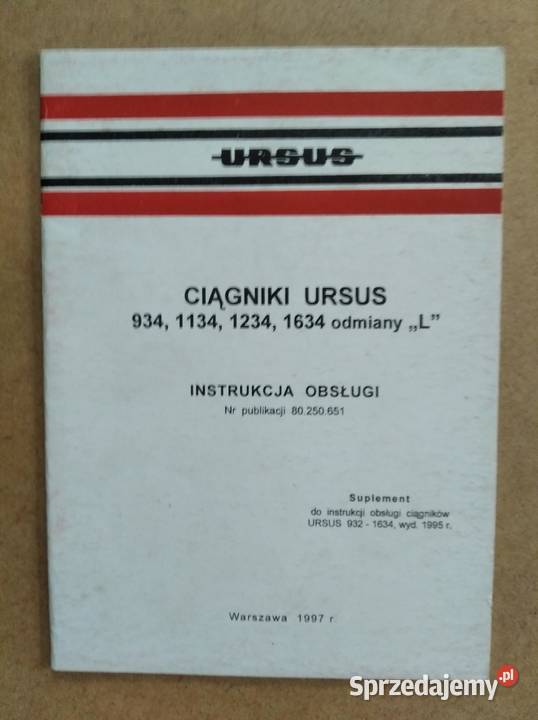 URSUS
CIĄGNIKI URSUS
934, 1134, 1234, 1634 odmiany „L”
INSTRUKCJA OBSŁUGI
Nr publikacji 80.250.651
Suplement
do instrukcji obsługi ciągników
URSUS 932 - 1634, wyd. 1995 r.
Warszawa 1997 r
Sprzedajemy.pl